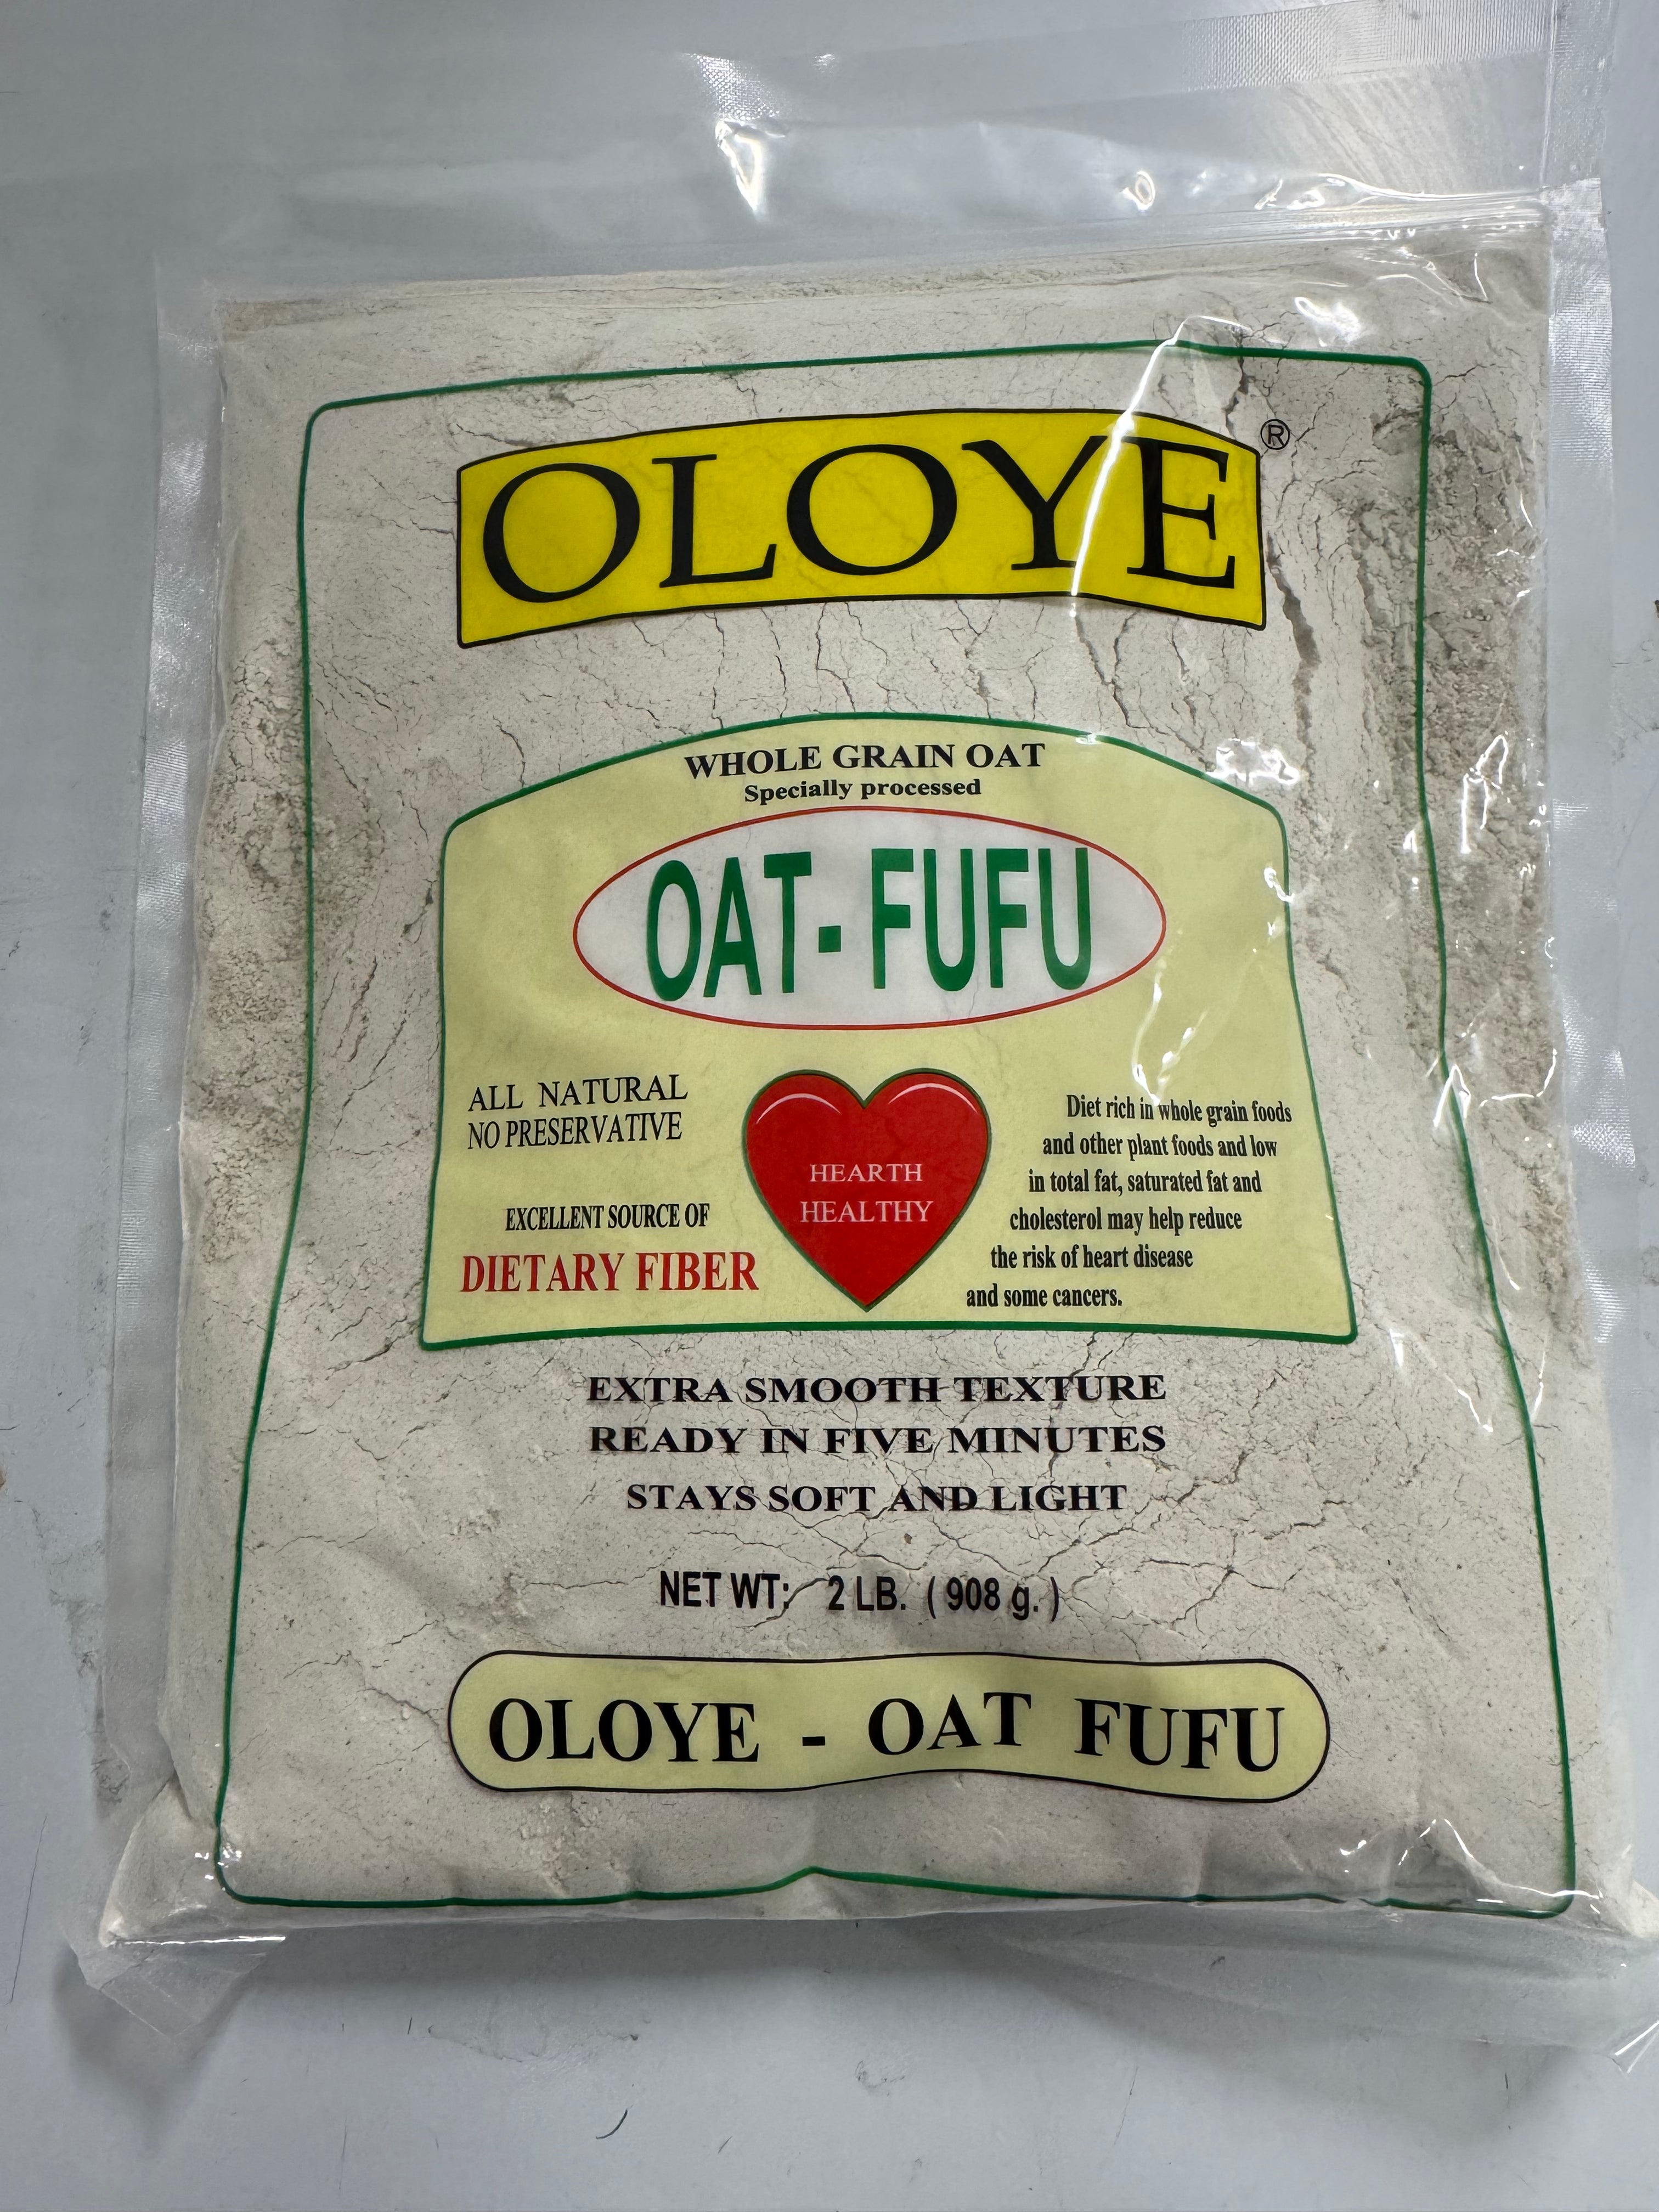 OLOYE®
WHOLE GRAIN OAT
Specially processed
OAT-FUFU
ALL NATURAL
NO PRESERVATIVE
EXCELLENT SOURCE OF
DIETARY FIBER
HEARTH
HEALTHY
Diet rich in whole grain foods
and other plant foods and low
in total fat, saturated fat and
cholesterol may help reduce
the risk of heart disease
and some cancers.
EXTRA SMOOTH TEXTURE
READY IN FIVE MINUTES
STAYS SOFT AND LIGHT
NET WT: 2 LB. (908 g.)
OLOYE - OAT FUFU